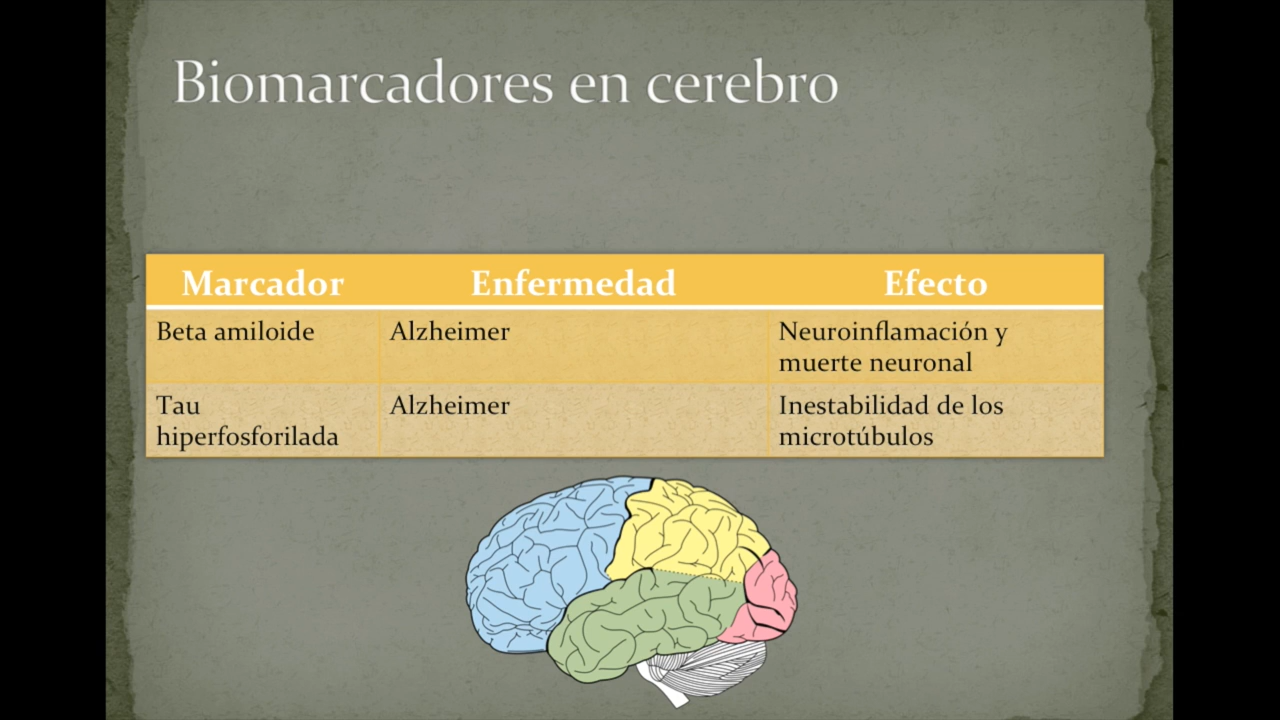 Biomarcadores en cerebro
Marcador Enfermedad Efecto
Beta amiloide Alzheimer Neuroinflamación y
muerte neuronal
Tau Alzheimer Inestabilidad de los
hiperfosforilada microtúbulos